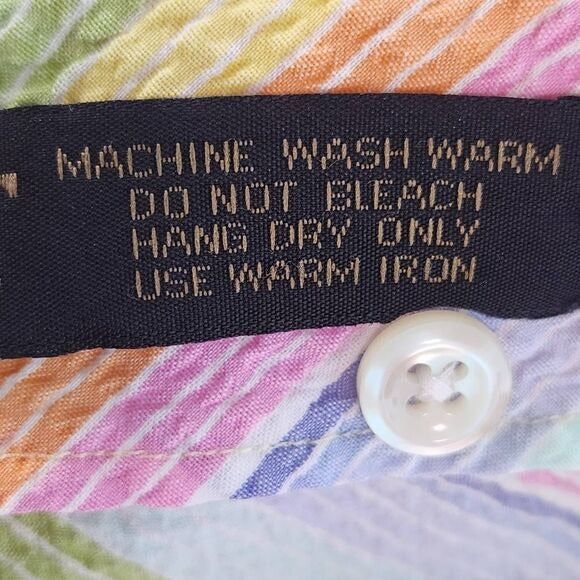 MACHINE WASH WARM
DO NOT BLEACH
HANG DRY ONLY
USE WARM IRON